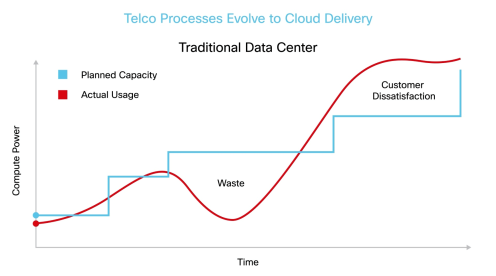 Telco Processes Evolve to Cloud Delivery
Traditional Data Center
Planned Capacity
Actual Usage
Customer
Dissatisfaction
Compute Power
Waste
Time